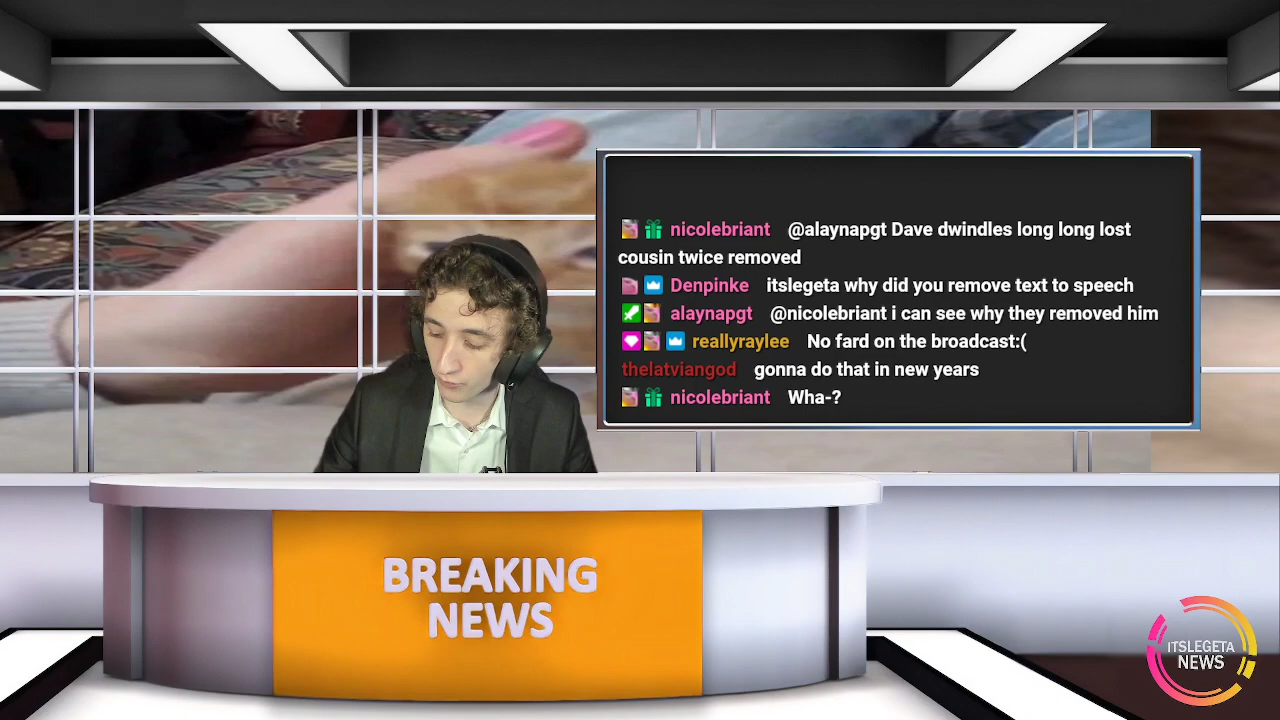 nicolebriant @alaynapgt Dave dwindles long long lost
cousin twice removed
Denpinke itslegeta why did you remove text to speech
alaynapgt @nicolebriant i can see why they removed him
reallyraylee No fard on the broadcast:(
thelatviangod gonna do that in new years
nicolebriant Wha-?
BREAKING
NEWS
ITSLEGETA
NEWS